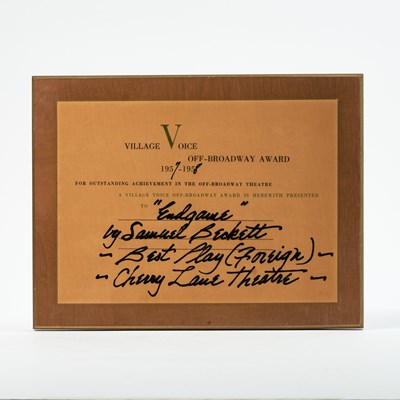 VILLAGE VOICE
OFF-BROADWAY AWARD
1957-1958
FOR OUTSTANDING ACHIEVEMENT IN THE OFF-BROADWAY THEATRE
A VILLAGE VOICE OFF-BROADWAY AWARD IS HEREWITH PRESENTED
TO "Endgame"
by Samuel Beckett
~ Best Play (Foreign) ~
~ Cherry Lane Theatre ~